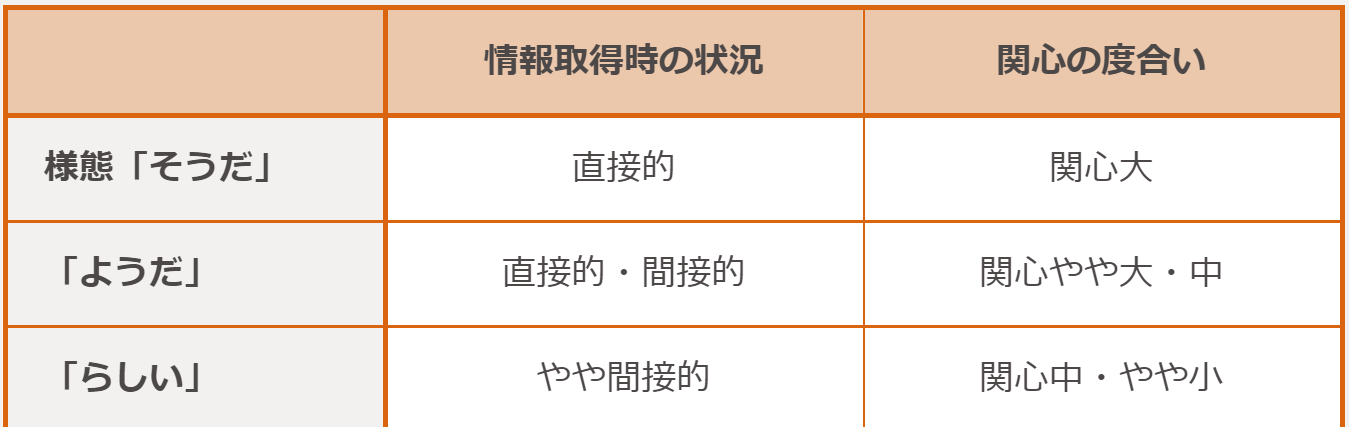 情報取得時の状況 関心の度合い
様態「そうだ」 直接的 関心大
「ようだ」 直接的・間接的 関心やや大・中
「らしい」 やや間接的 関心中・やや小